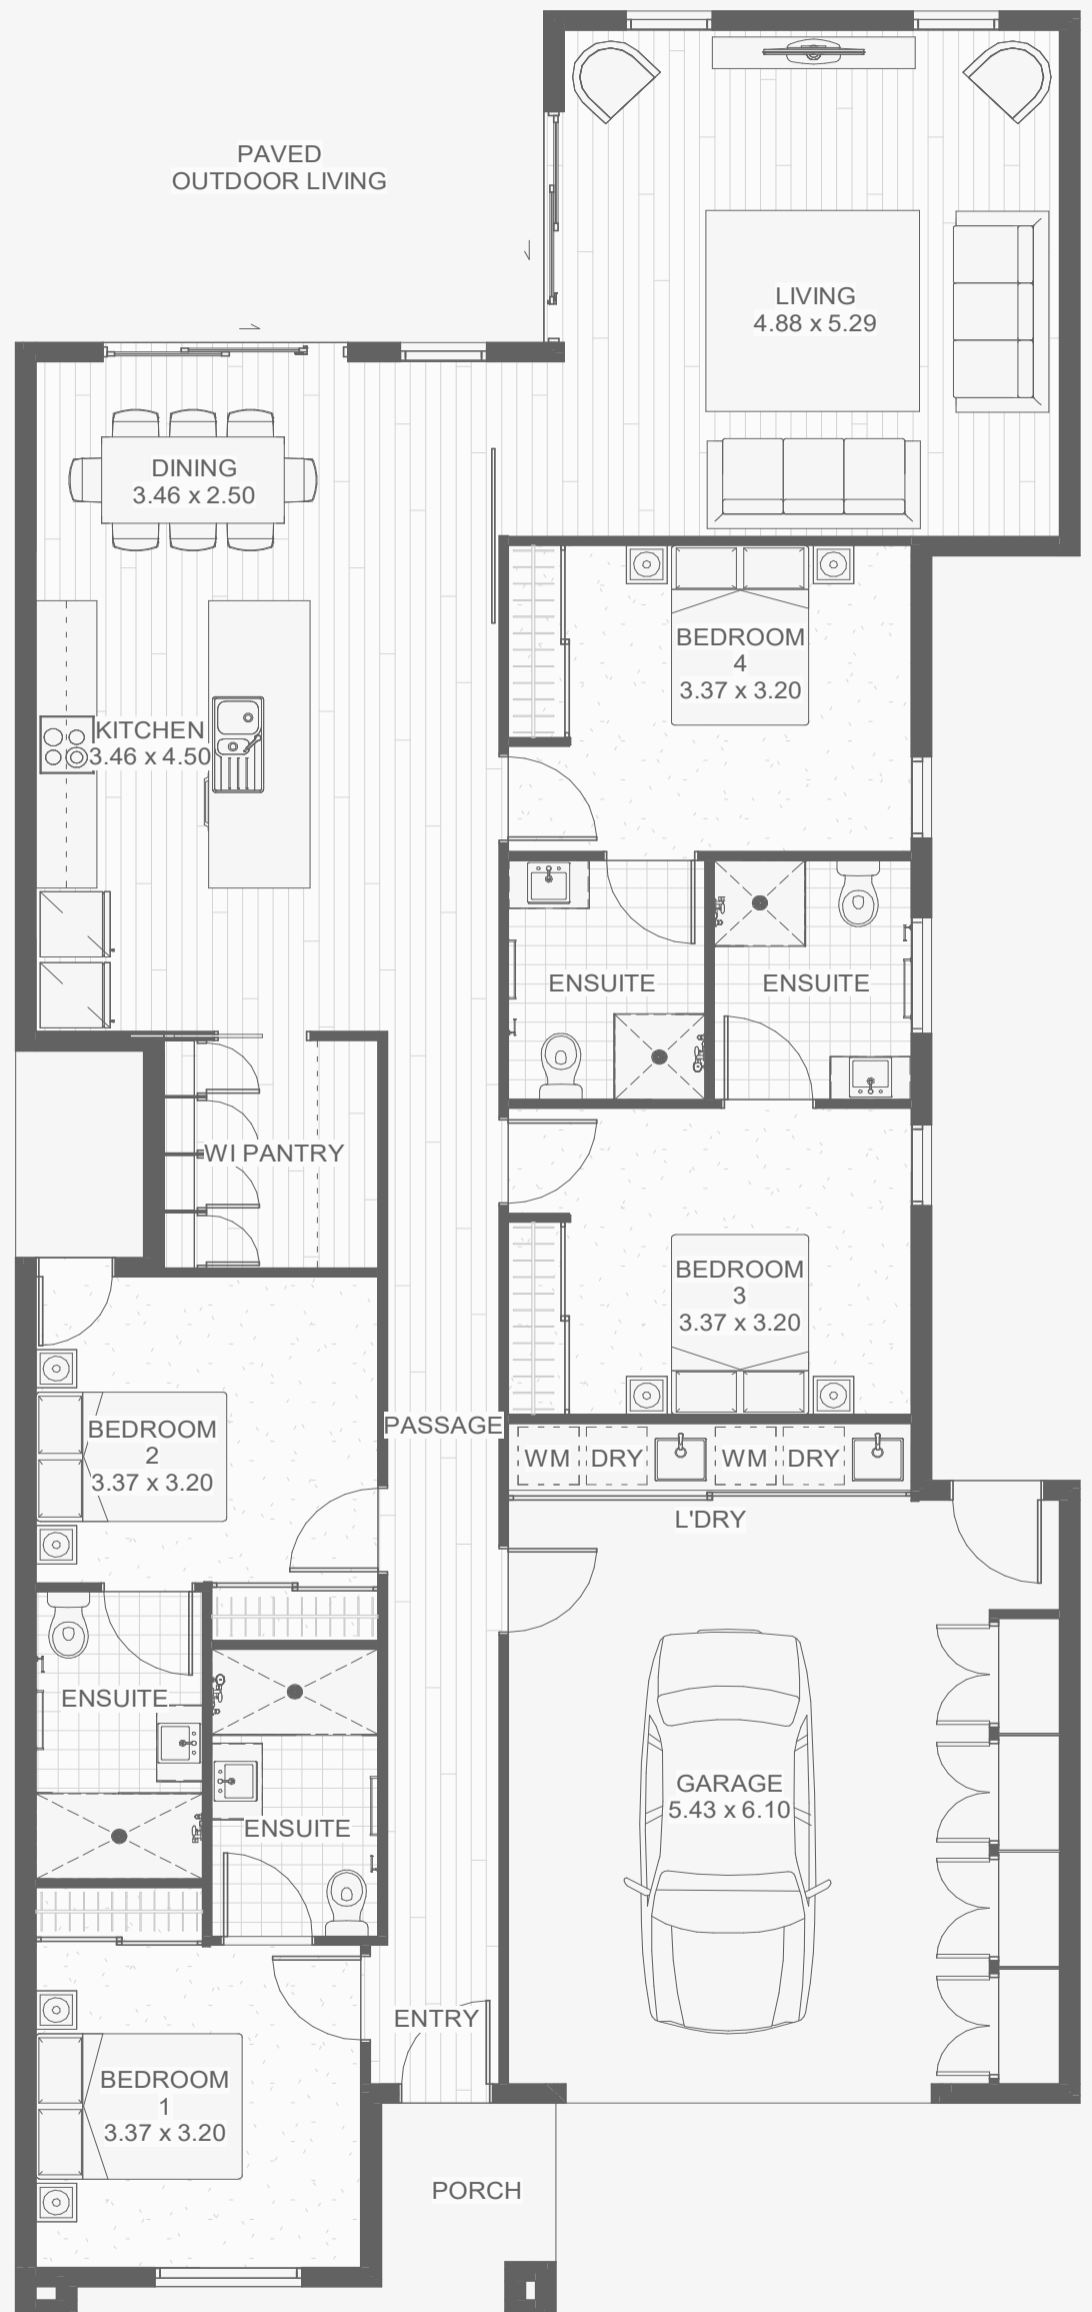 PAVED
OUTDOOR LIVING
LIVING
4.88 x 5.29
DINING
3.46 x 2.50
BEDROOM
4
3.37 x 3.20
KITCHEN
3.46 x 4.50
ENSUITE
ENSUITE
WI PANTRY
BEDROOM
3
3.37 x 3.20
PASSAGE
BEDROOM
2
3.37 x 3.20
WM
DRY
WM
DRY
L'DRY
ENSUITE
GARAGE
5.43 x 6.10
ENSUITE
ENTRY
BEDROOM
1
3.37 x 3.20
PORCH